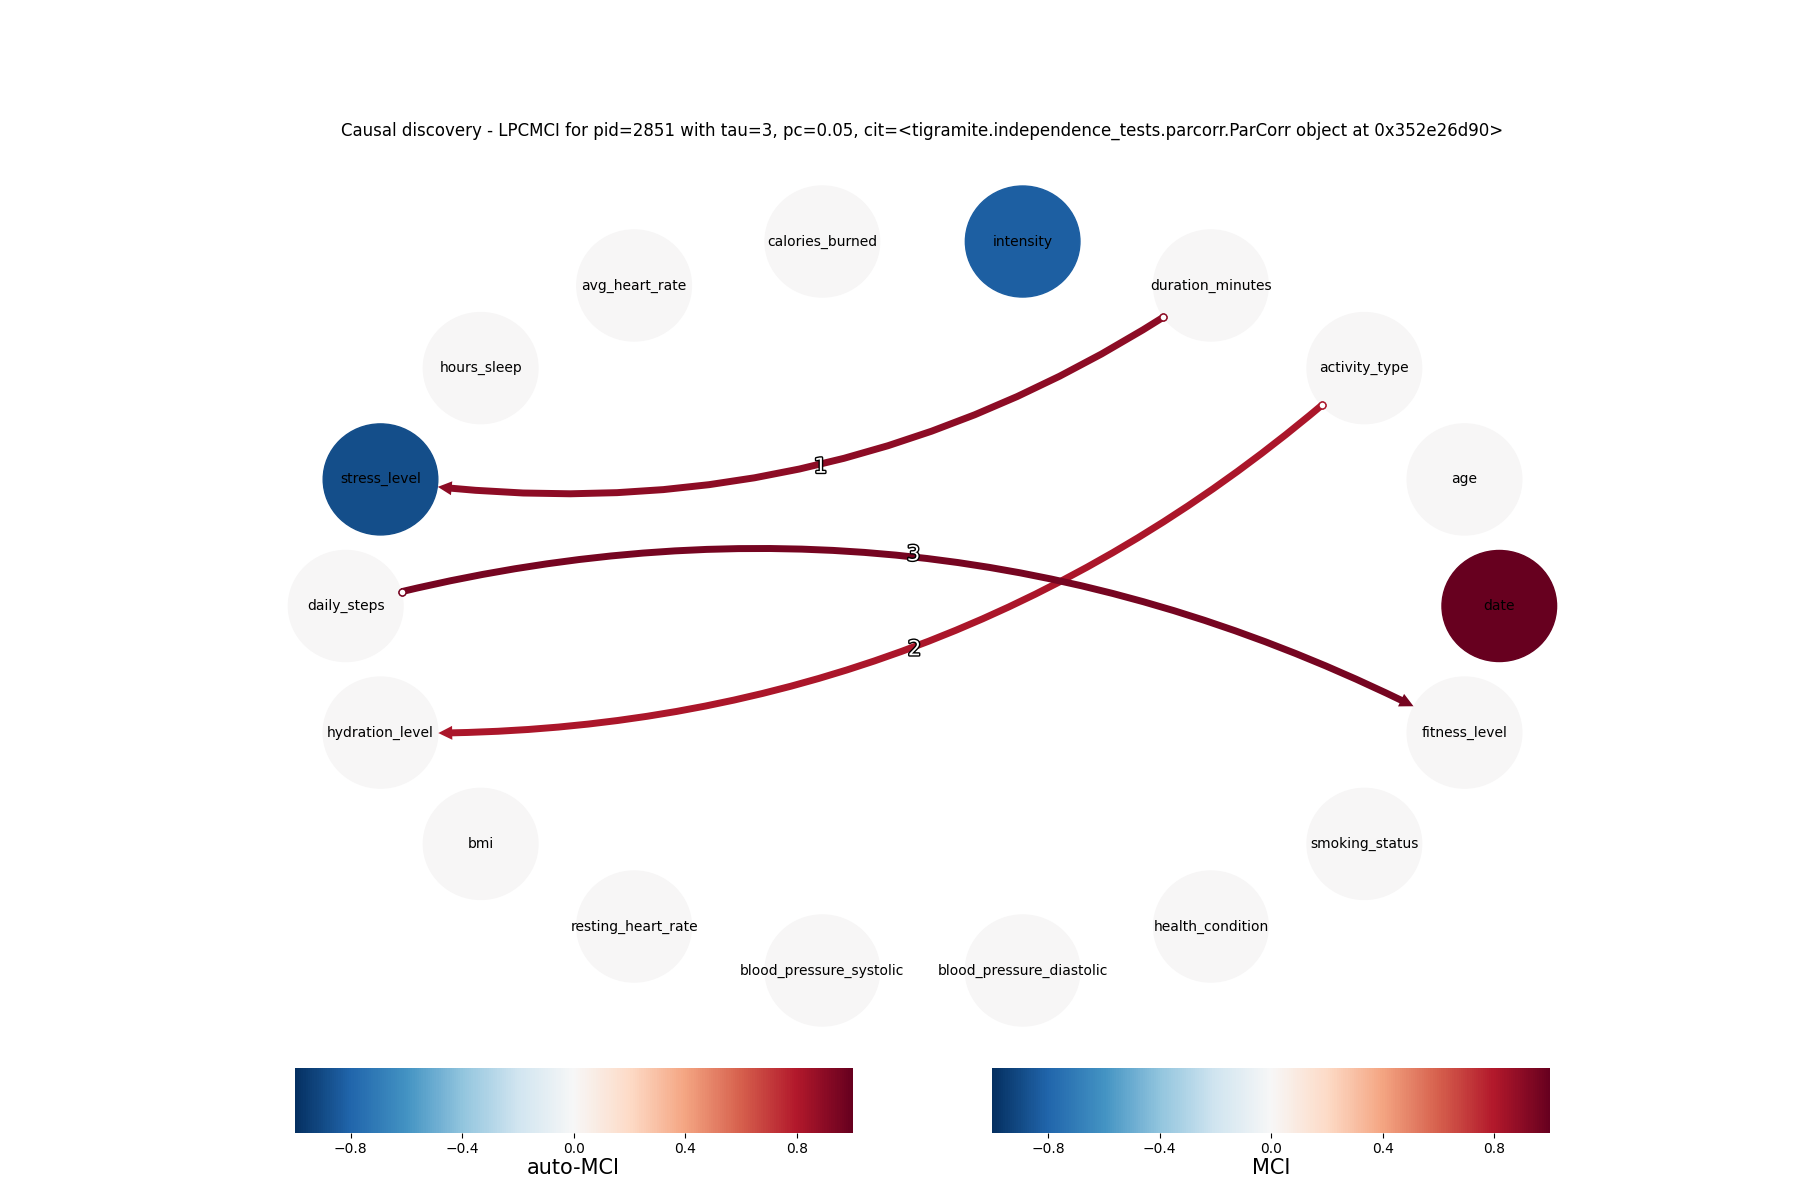 Causal discovery - LPCMCI for pid=2851 with tau=3, pc=0.05, cit=<tigramite.independence_tests.parcorr.ParCorr object at 0x352e26d90>
calories_burned
intensity
avg_heart_rate
duration_minutes
hours_sleep
activity_type
1
stress_level
age
3
daily_steps
date
2
hydration_level
fitness_level
bmi
smoking_status
resting_heart_rate
health_condition
blood_pressure_systolic
blood_pressure_diastolic
−0.8 −0.4 0.0 0.4 0.8
auto-MCI
−0.8 −0.4 0.0 0.4 0.8
MCI